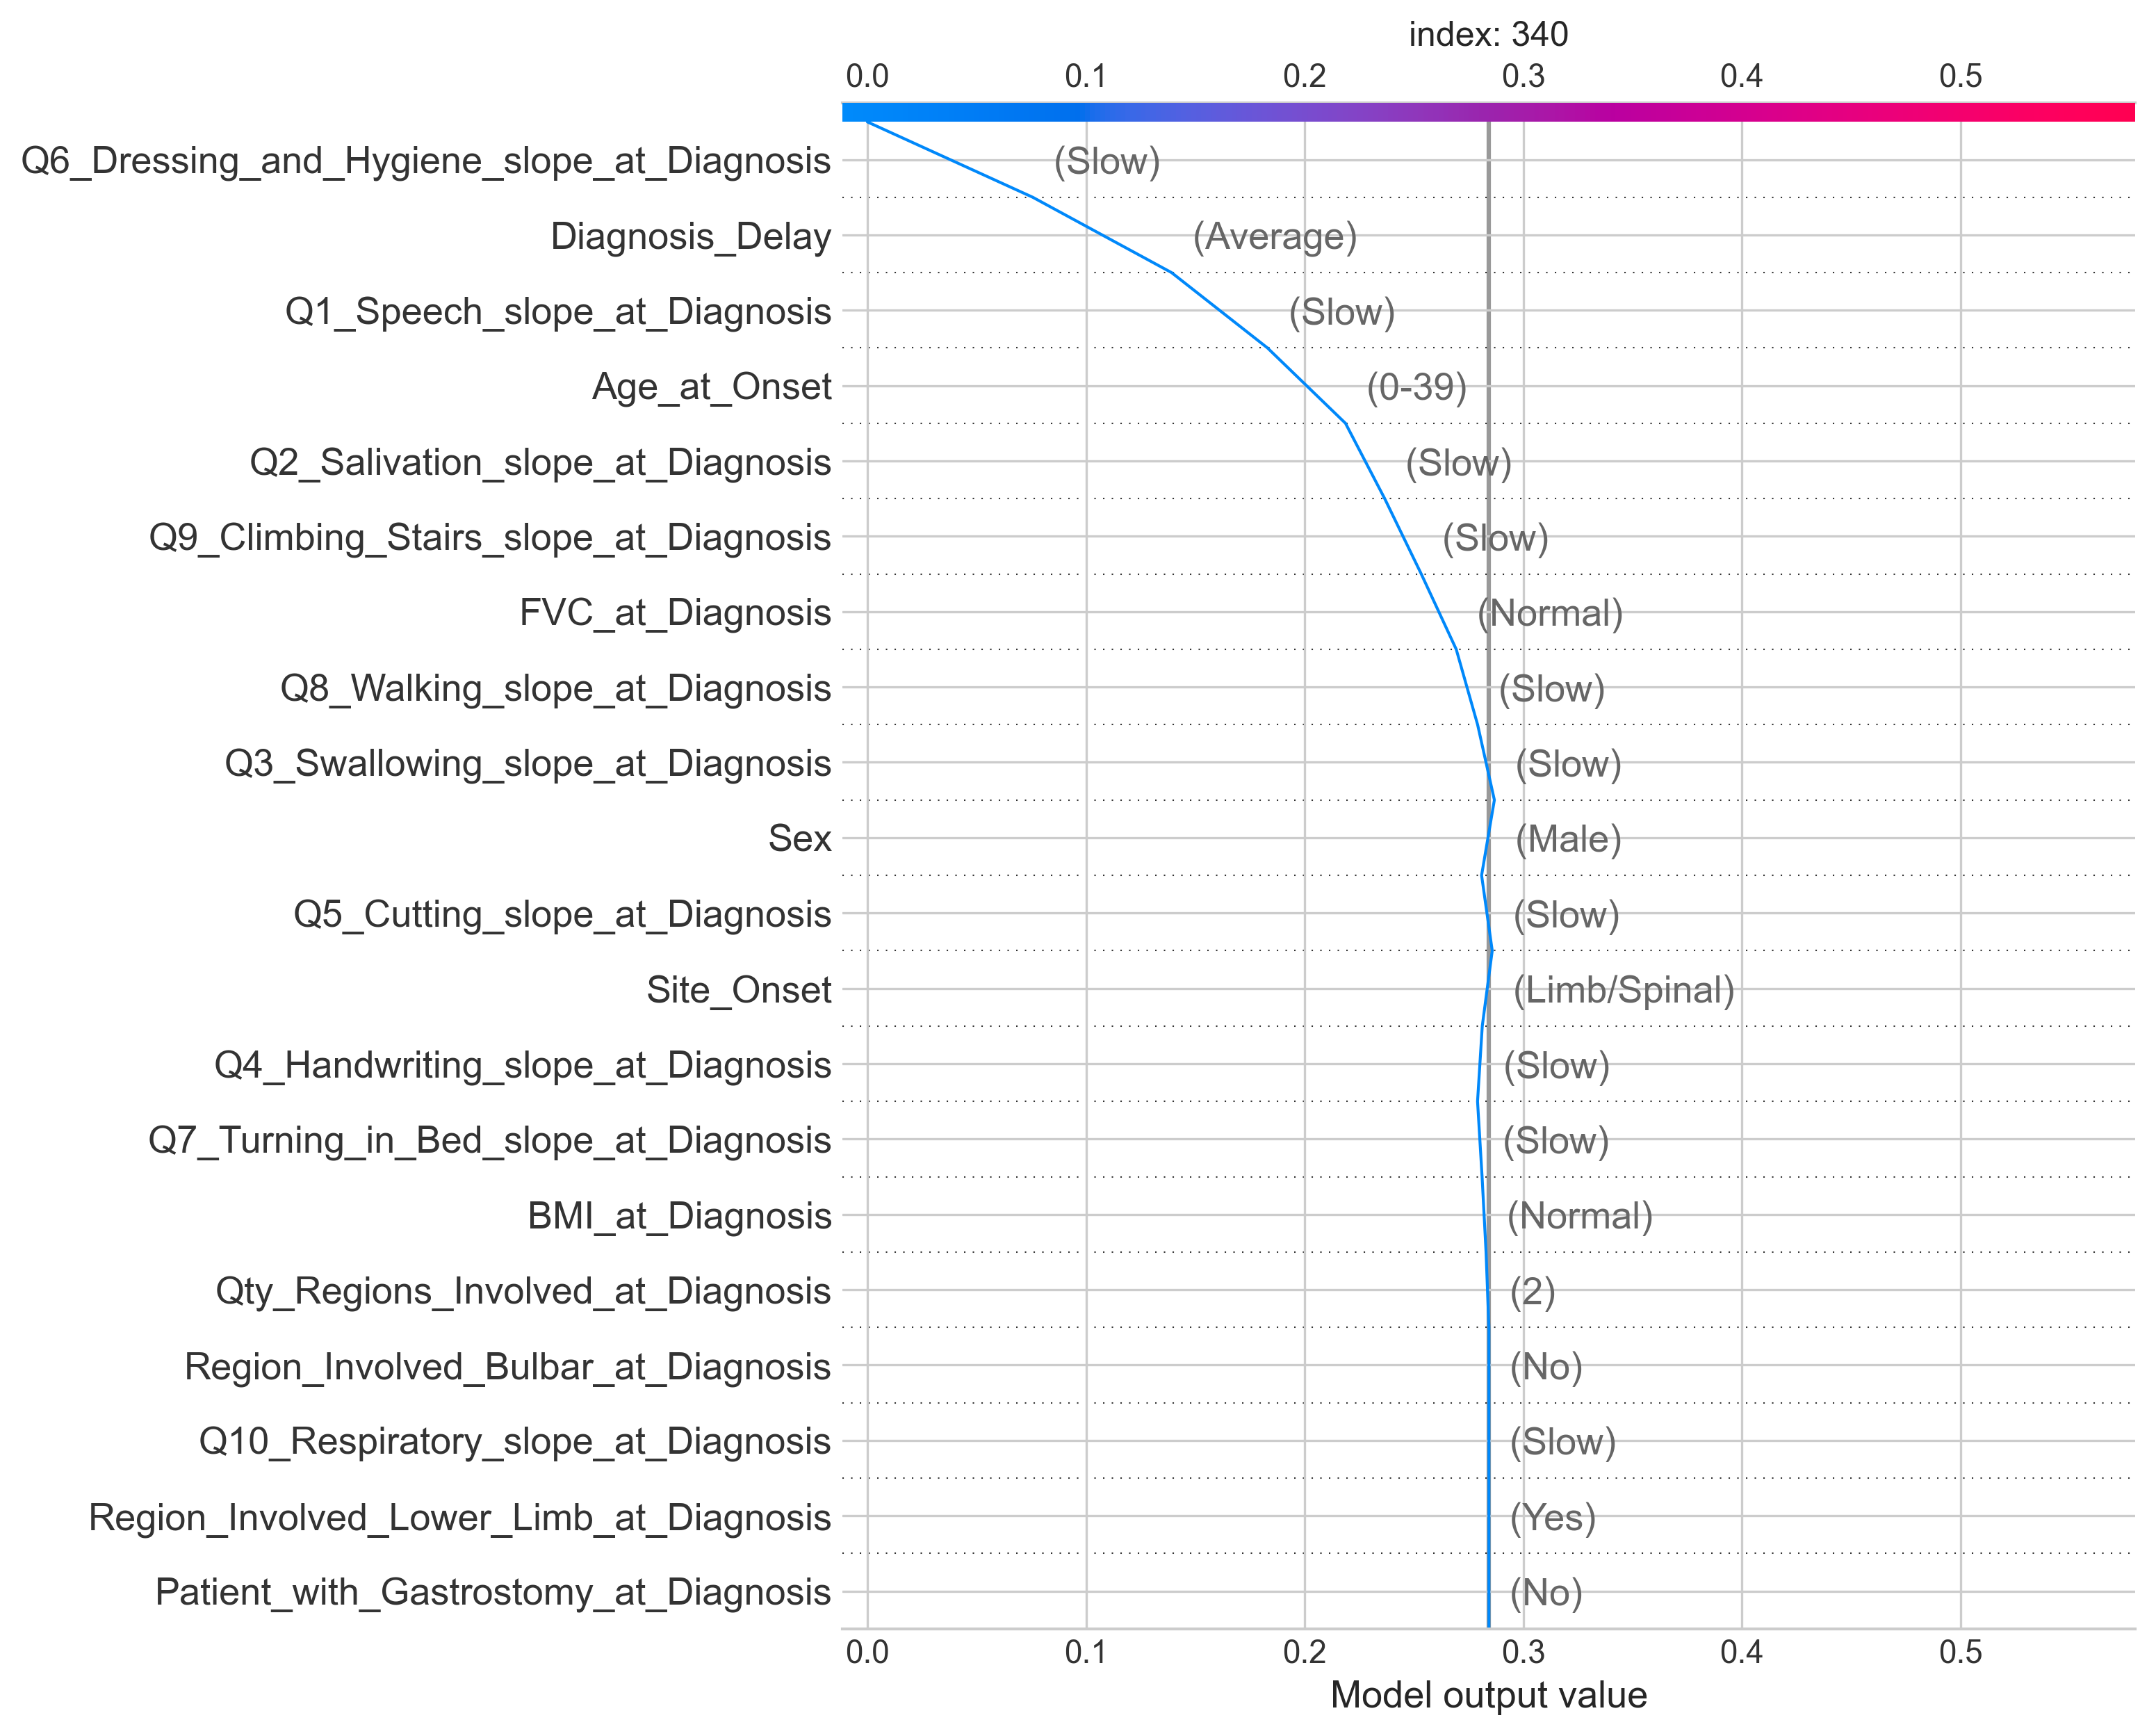 index: 340
0.0 0.1 0.2 0.3 0.4 0.5
Q6_Dressing_and_Hygiene_slope_at_Diagnosis (Slow)
Diagnosis_Delay (Average)
Q1_Speech_slope_at_Diagnosis (Slow)
Age_at_Onset (0-39)
Q2_Salivation_slope_at_Diagnosis (Slow)
Q9_Climbing_Stairs_slope_at_Diagnosis (Slow)
FVC_at_Diagnosis (Normal)
Q8_Walking_slope_at_Diagnosis (Slow)
Q3_Swallowing_slope_at_Diagnosis (Slow)
Sex (Male)
Q5_Cutting_slope_at_Diagnosis (Slow)
Site_Onset (Limb/Spinal)
Q4_Handwriting_slope_at_Diagnosis (Slow)
Q7_Turning_in_Bed_slope_at_Diagnosis (Slow)
BMI_at_Diagnosis (Normal)
Qty_Regions_Involved_at_Diagnosis (2)
Region_Involved_Bulbar_at_Diagnosis (No)
Q10_Respiratory_slope_at_Diagnosis (Slow)
Region_Involved_Lower_Limb_at_Diagnosis (Yes)
Patient_with_Gastrostomy_at_Diagnosis (No)
0.0 0.1 0.2 0.3 0.4 0.5
Model output value